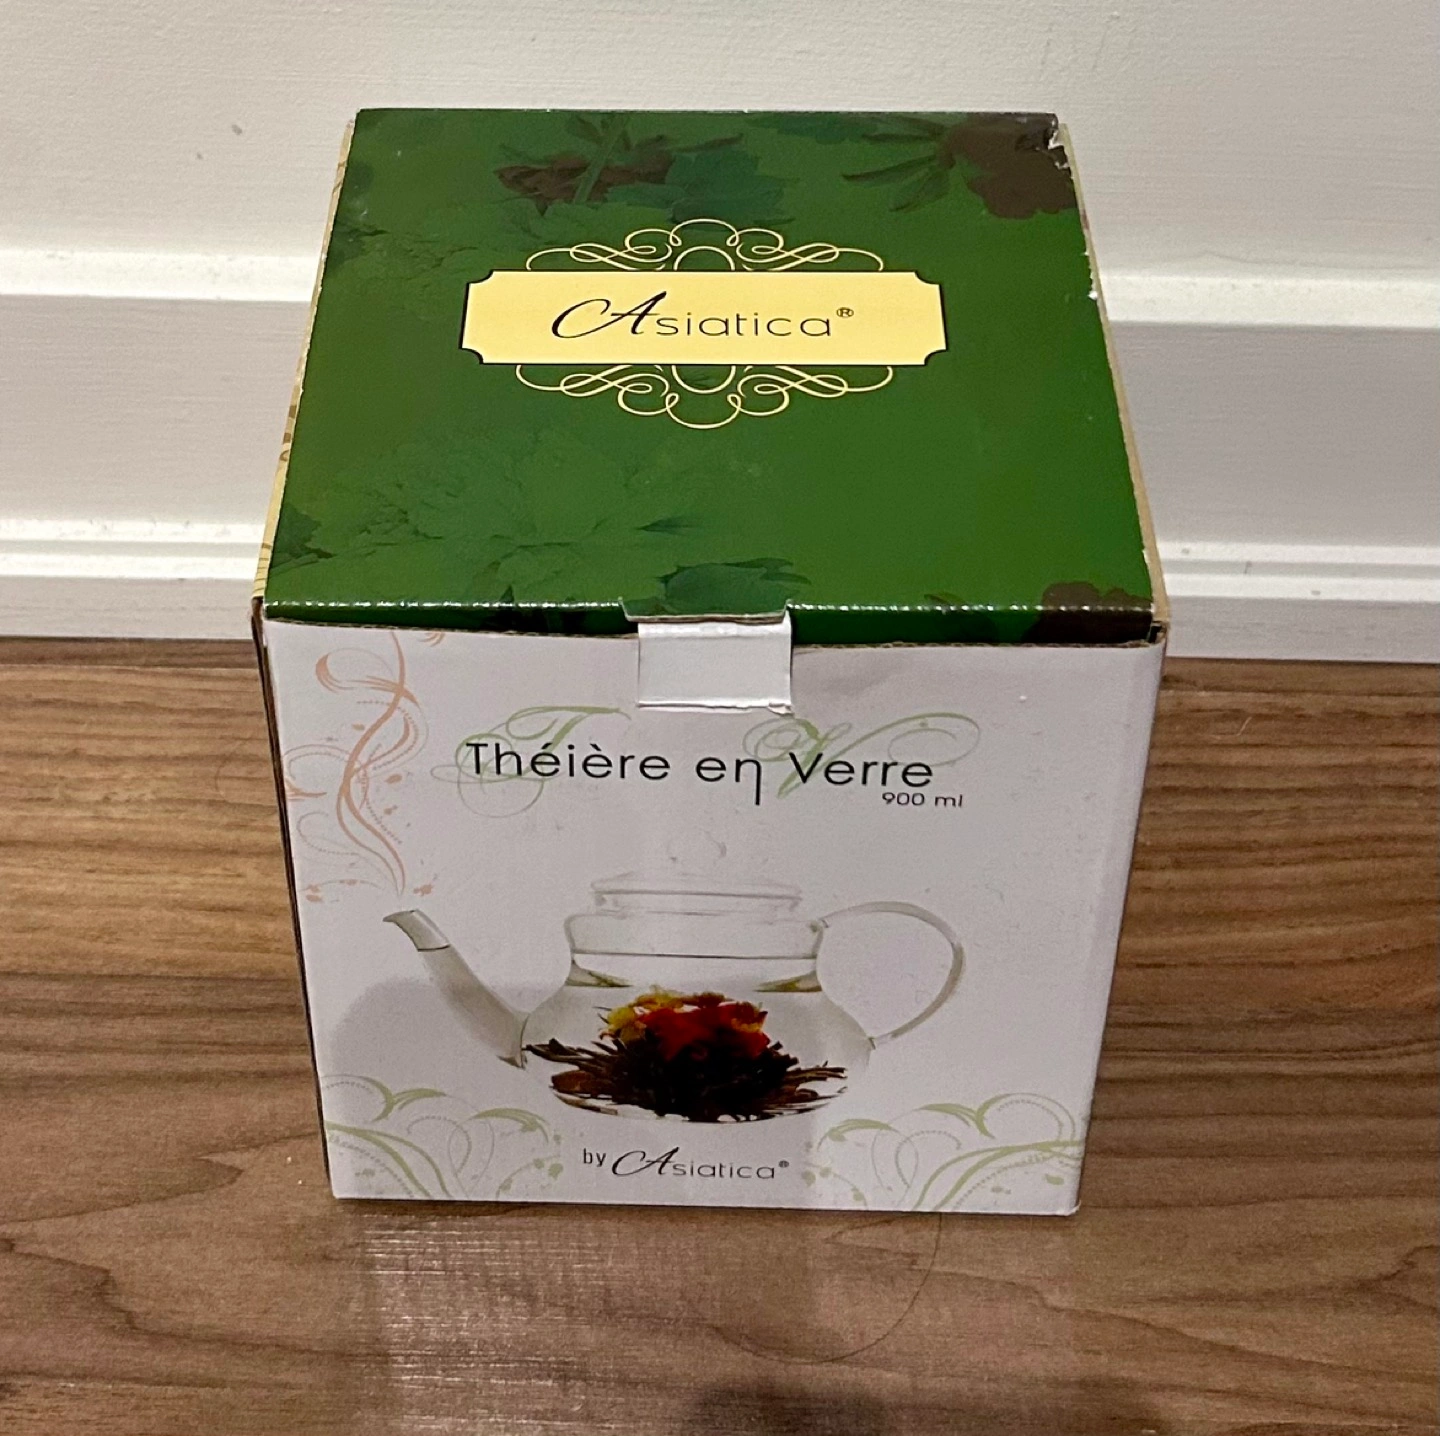 Asiatica®
Théière en Verre
900 ml
by Asiatica®